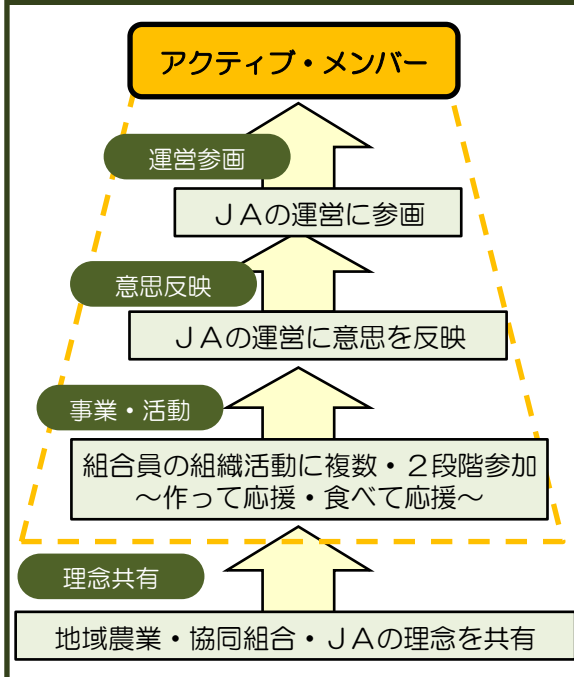 アクティブ・メンバー
運営参画
ＪＡの運営に参画
意思反映
ＪＡの運営に意思を反映
事業・活動
組合員の組織活動に複数・２段階参加
～作って応援・食べて応援～
理念共有
地域農業・協同組合・ＪＡの理念を共有